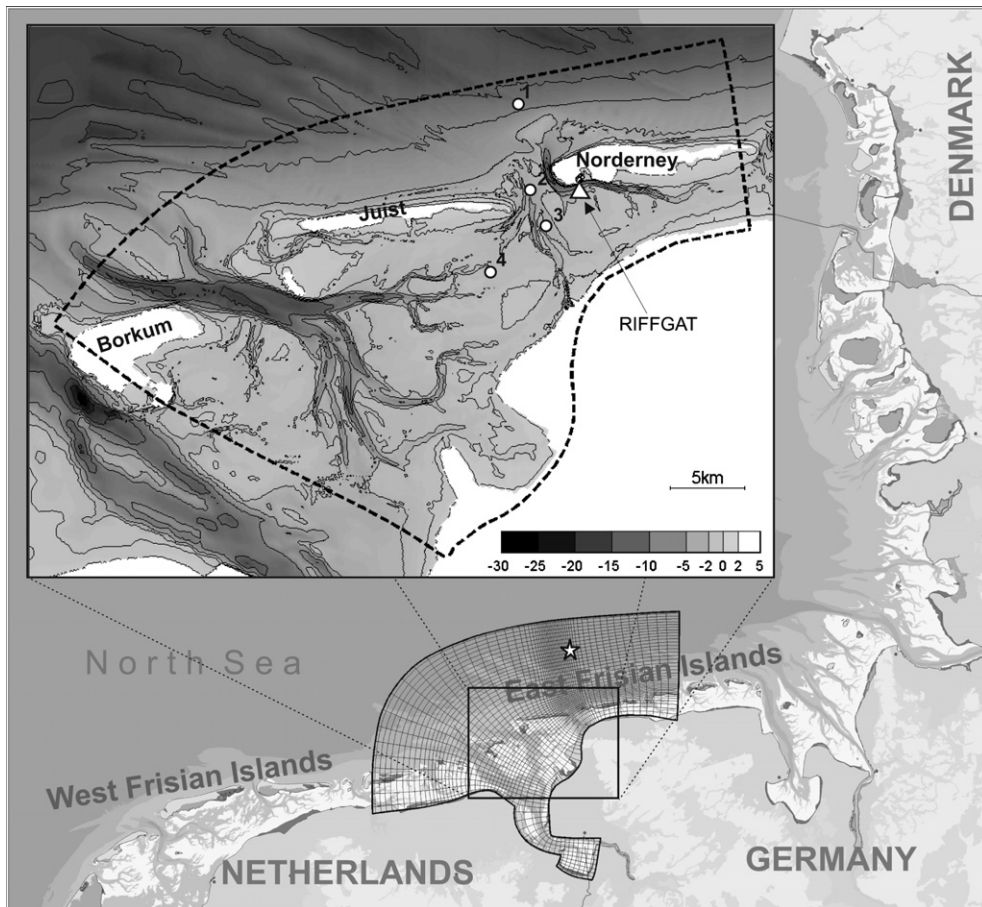 1
Norderney
2
Juist
3
4
RIFFGAT
Borkum
5km
-30 -25 -20 -15 -10 -5 -2 0 2 5
DENMARK
North Sea
East Frisian Islands
West Frisian Islands
NETHERLANDS
GERMANY